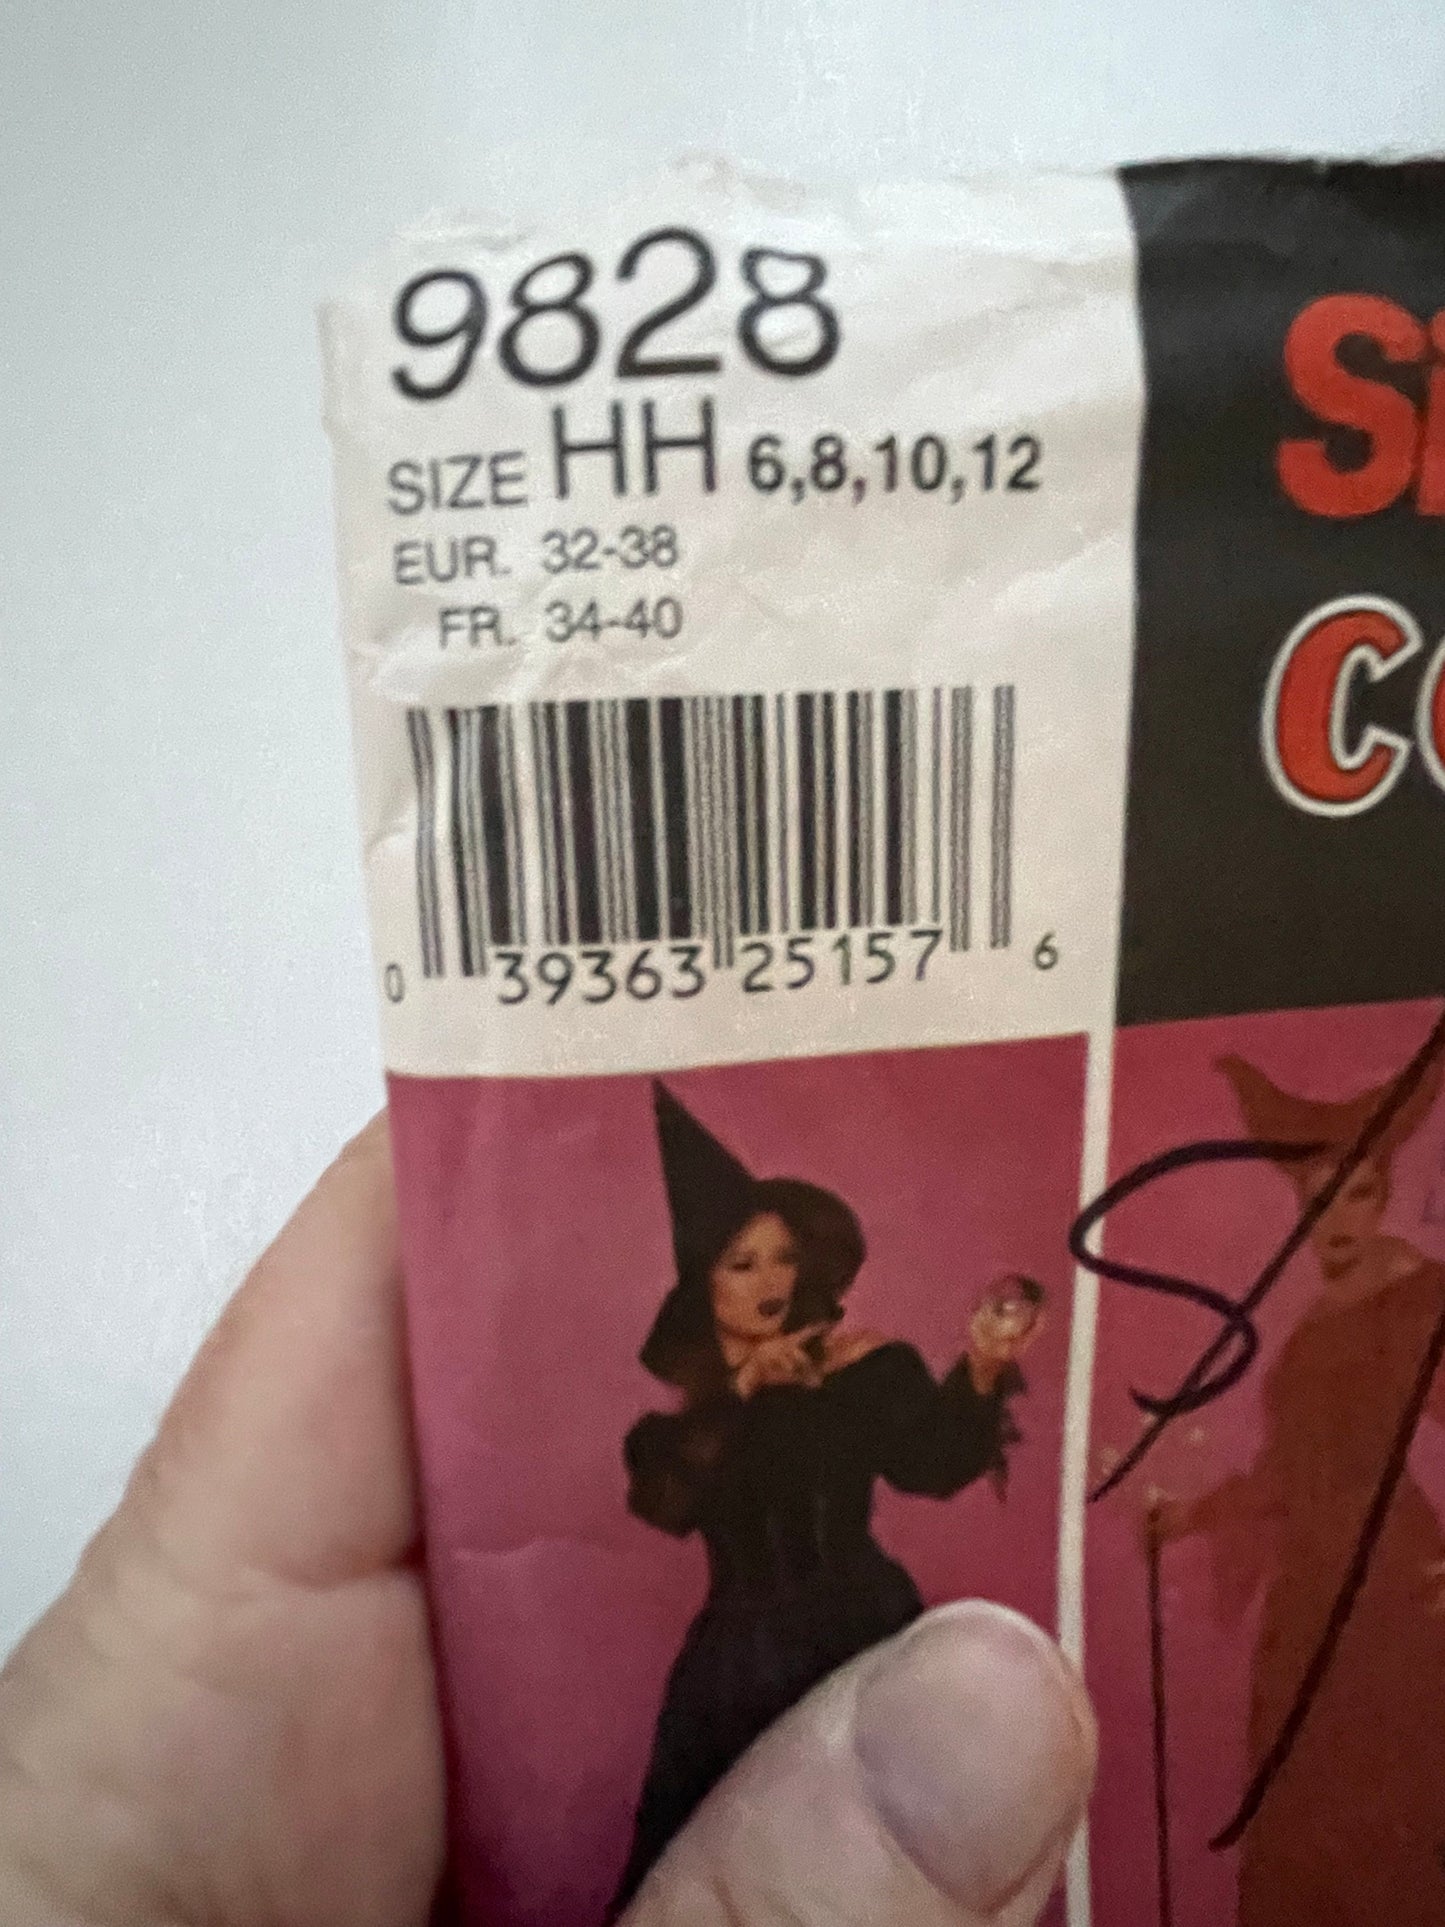 9828
SIZE HH 6,8,10,12
EUR. 32-38
FR. 34-40
0 39363 25157 6